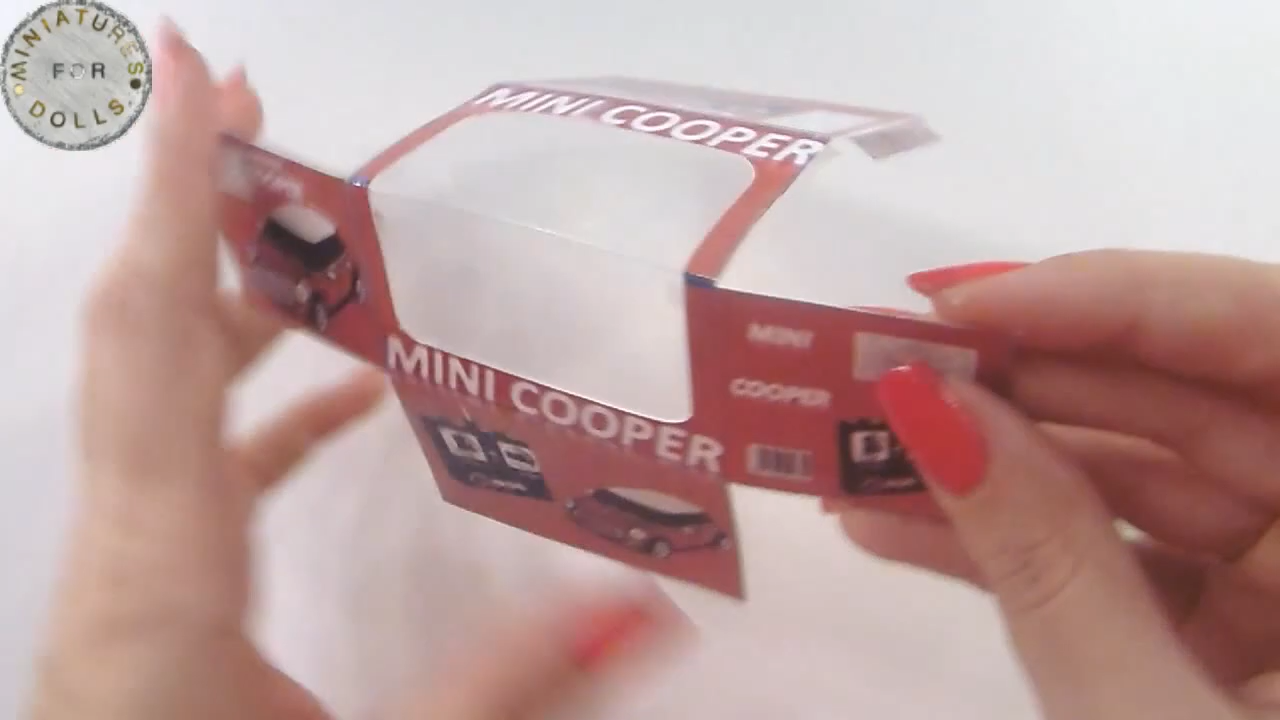 MINIATURES
FOR
DOLLS
MINI COOPER
MINI COOPER
MINI
COOPER